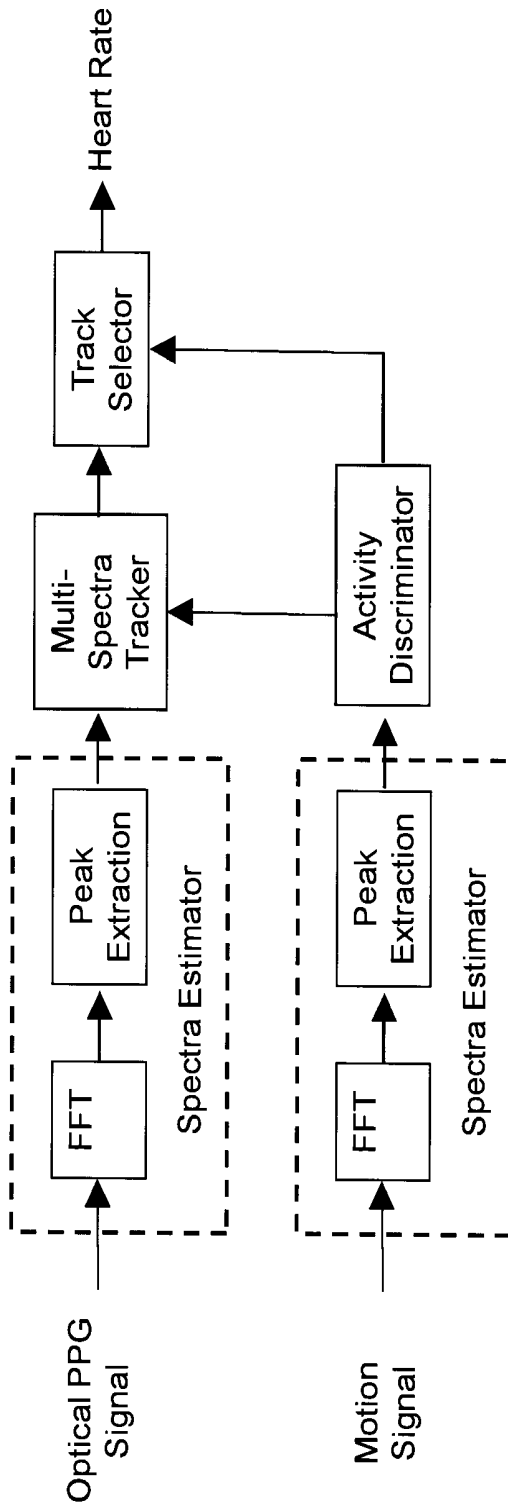 Optical PPG
Signal
FFT
Peak
Extraction
Spectra Estimator
Multi-
Spectra
Tracker
Track
Selector
Heart Rate
Motion
Signal
FFT
Peak
Extraction
Spectra Estimator
Activity
Discriminator